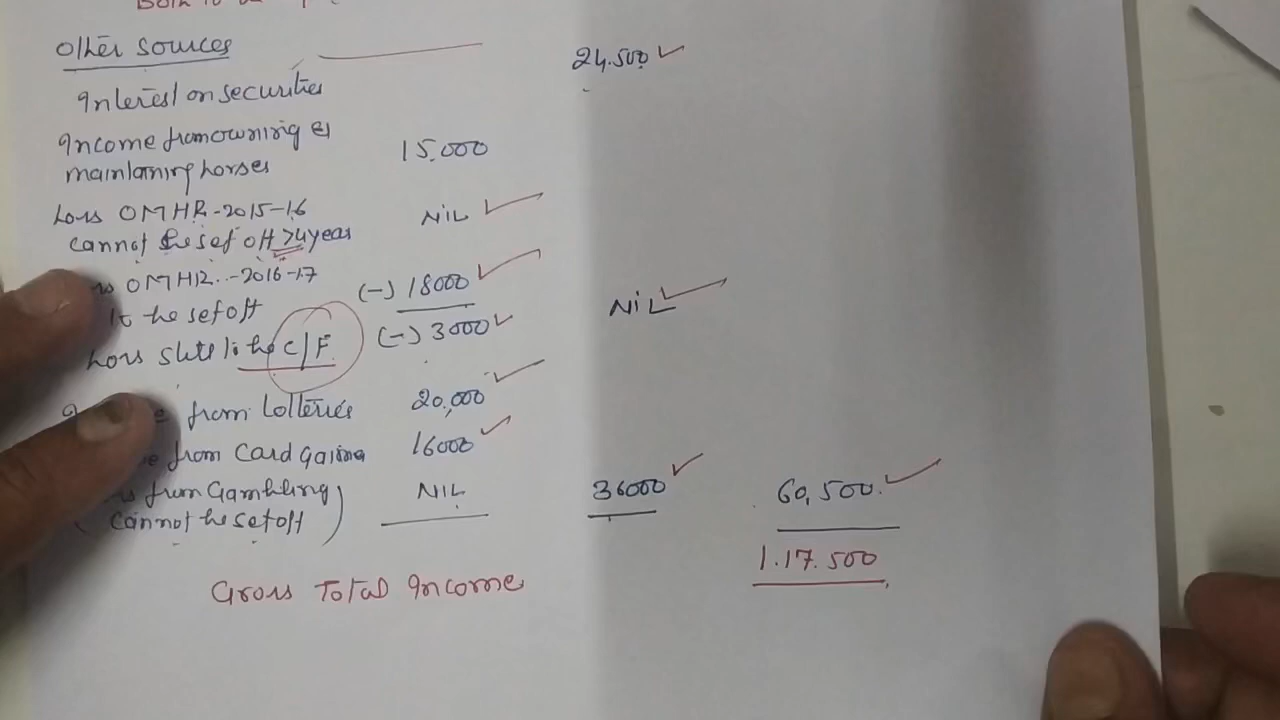 Other Sources 24.500
Interest on securities
Income from owning &
maintaining horses 15.000
Loss OMHR-2015-16 NIL
cannot be set off >4 years
OMHR..-2016-17 (-) 18000
be set off NIL
Loss to be C/F (-) 3000
from Lotteries 20,000
from Card Gaming 16000
from Gambling NIL 36000 60,500.
(Cannot be set off)
Gross Total Income 1.17.500